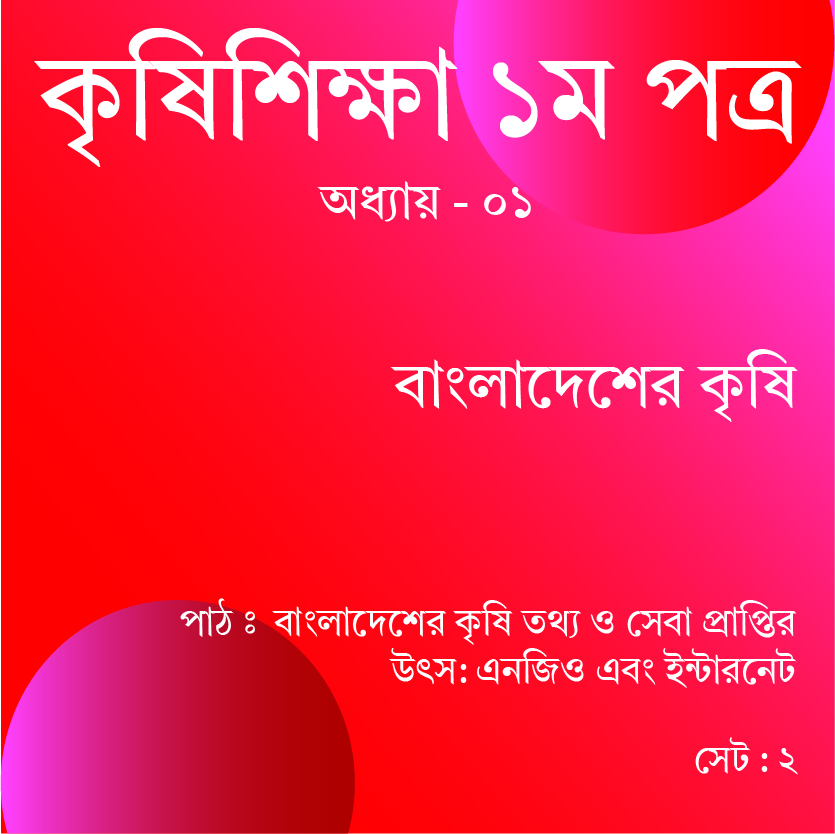 কৃষিশিক্ষা ১ম পত্র
অধ্যায় - ০১
বাংলাদেশের কৃষি
পাঠ ঃ বাংলাদেশের কৃষি তথ্য ও সেবা প্রাপ্তির
উৎস: এনজিও এবং ইন্টারনেট
সেট : ২